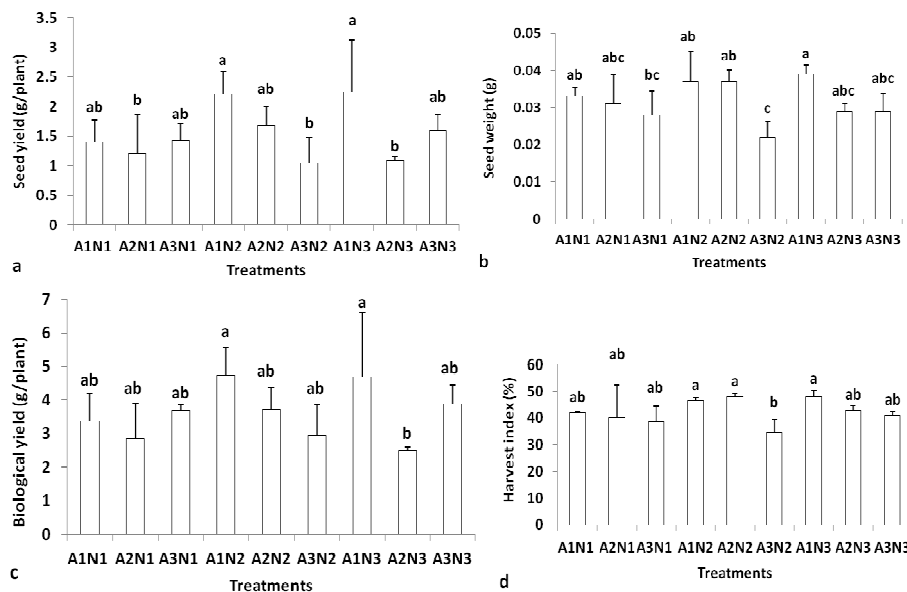 3.5
3
2.5
2
1.5
1
0.5
0
Seed yield (g/plant)
ab
b
ab
a
ab
b
a
b
ab
A1N1 A2N1 A3N1 A1N2 A2N2 A3N2 A1N3 A2N3 A3N3
Treatments
a
0.05
0.04
0.03
0.02
0.01
0
Seed weight (g)
ab
abc
bc
ab
ab
c
a
abc
abc
A1N1 A2N1 A3N1 A1N2 A2N2 A3N2 A1N3 A2N3 A3N3
Treatments
b
7
6
5
4
3
2
1
0
Biological yield (g/plant)
ab
ab
ab
a
ab
ab
a
b
ab
A1N1 A2N1 A3N1 A1N2 A2N2 A3N2 A1N3 A2N3 A3N3
Treatments
c
60
50
40
30
20
10
0
Harvest index (%)
ab
ab
ab
a
a
b
a
ab
ab
A1N1 A2N1 A3N1 A1N2 A2N2 A3N2 A1N3 A2N3 A3N3
Treatments
d